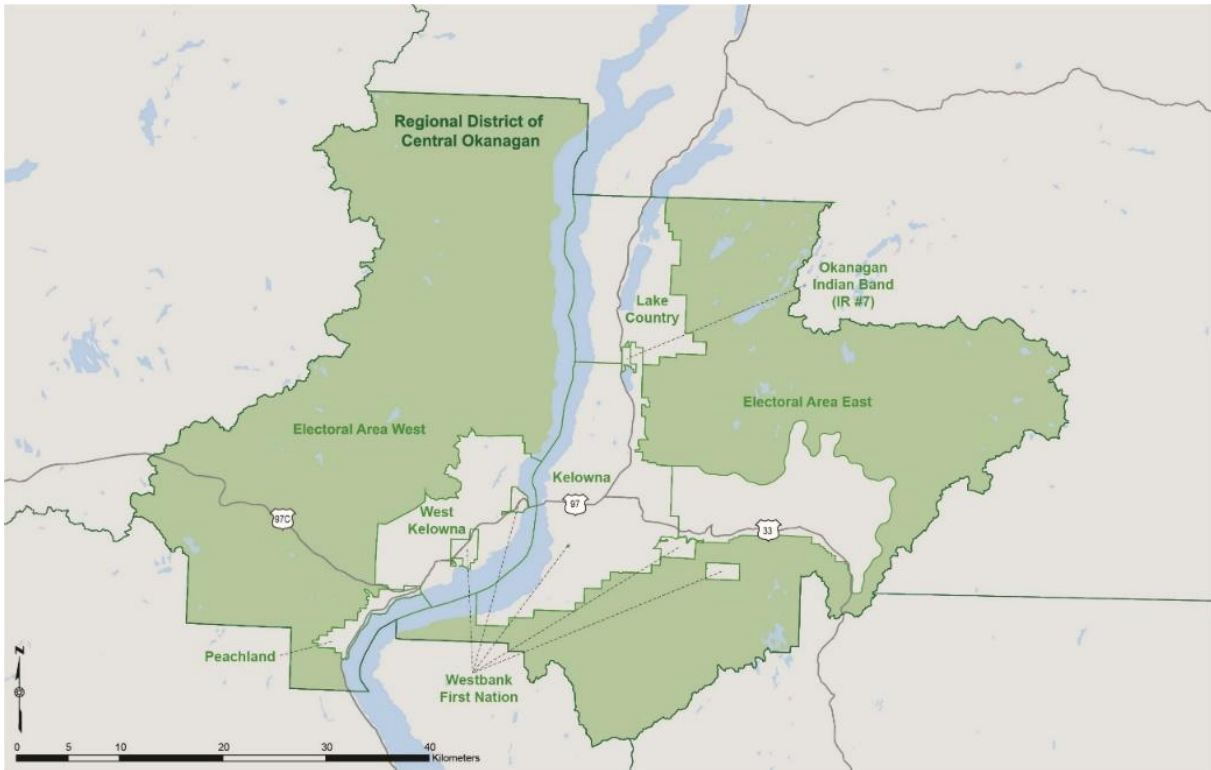 Regional District of
Central Okanagan
Okanagan
Indian Band
(IR #7)
Lake
Country
Electoral Area East
Electoral Area West
Kelowna
97
West
Kelowna
97C
33
Peachland
Westbank
First Nation
N
0 5 10 20 30 40
Kilometers